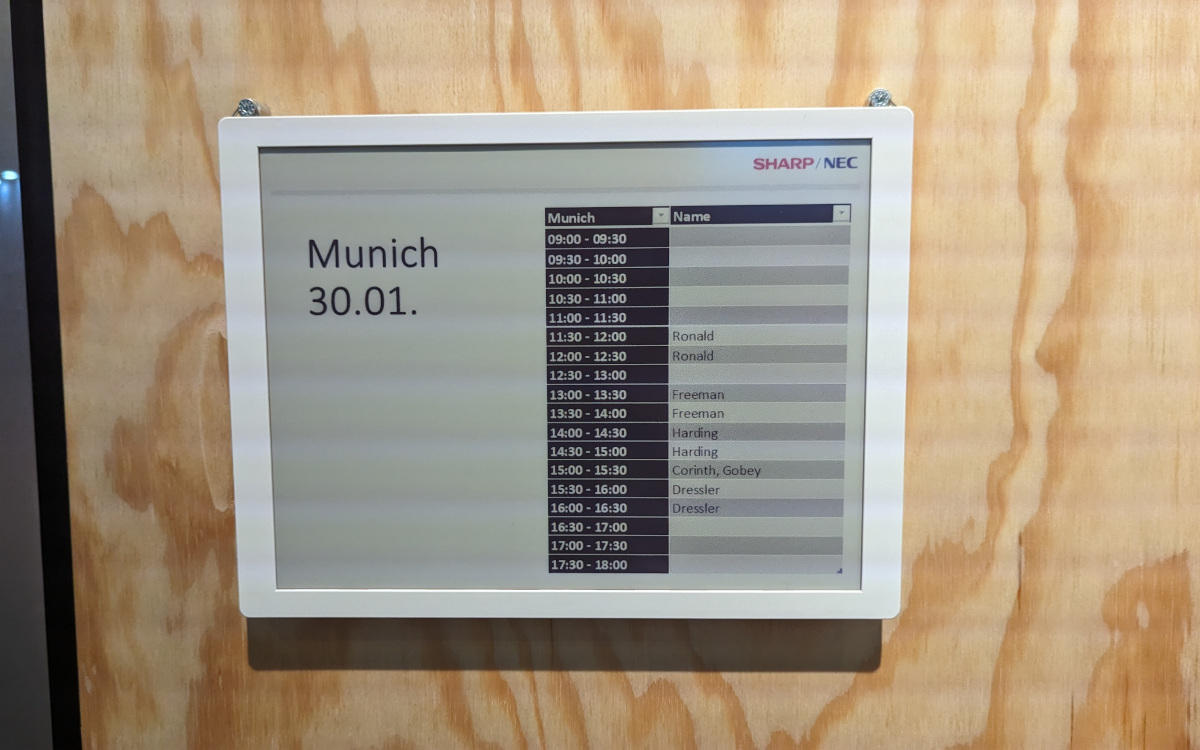 SHARP/NEC
Munich
30.01.
Munich Name
09:00 - 09:30
09:30 - 10:00
10:00 - 10:30
10:30 - 11:00
11:00 - 11:30
11:30 - 12:00 Ronald
12:00 - 12:30 Ronald
12:30 - 13:00
13:00 - 13:30 Freeman
13:30 - 14:00 Freeman
14:00 - 14:30 Harding
14:30 - 15:00 Harding
15:00 - 15:30 Corinth, Gobey
15:30 - 16:00 Dressler
16:00 - 16:30 Dressler
16:30 - 17:00
17:00 - 17:30
17:30 - 18:00